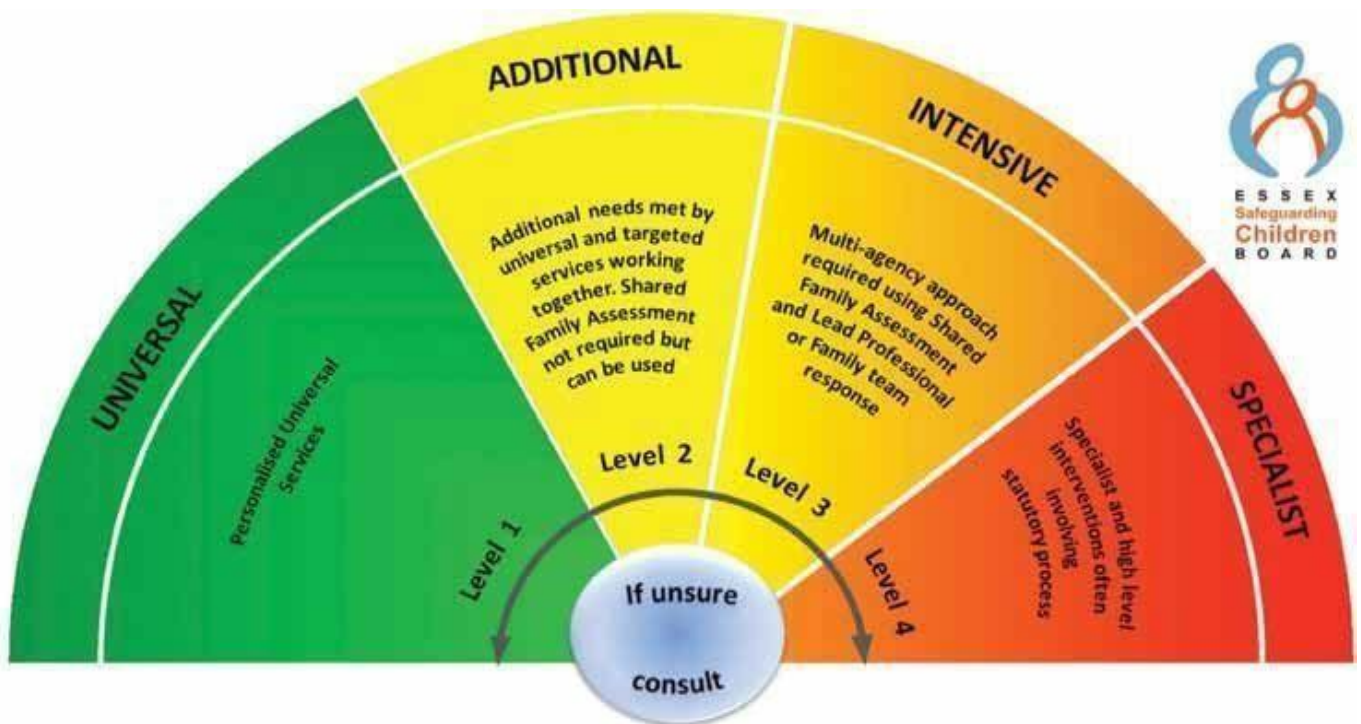 UNIVERSAL
Personalised Universal
Services
Level 1
ADDITIONAL
Additional needs met by
universal and targeted
services working
together. Shared
Family Assessment
not required but
can be used
Level 2
INTENSIVE
Multi-agency approach
required using Shared
Family Assessment
and Lead Professional
or Family team
response
Level 3
SPECIALIST
Specialist and high level
interventions often
involving
statutory process
Level 4
If unsure
consult
ESSEX
Safeguarding
Children
BOARD